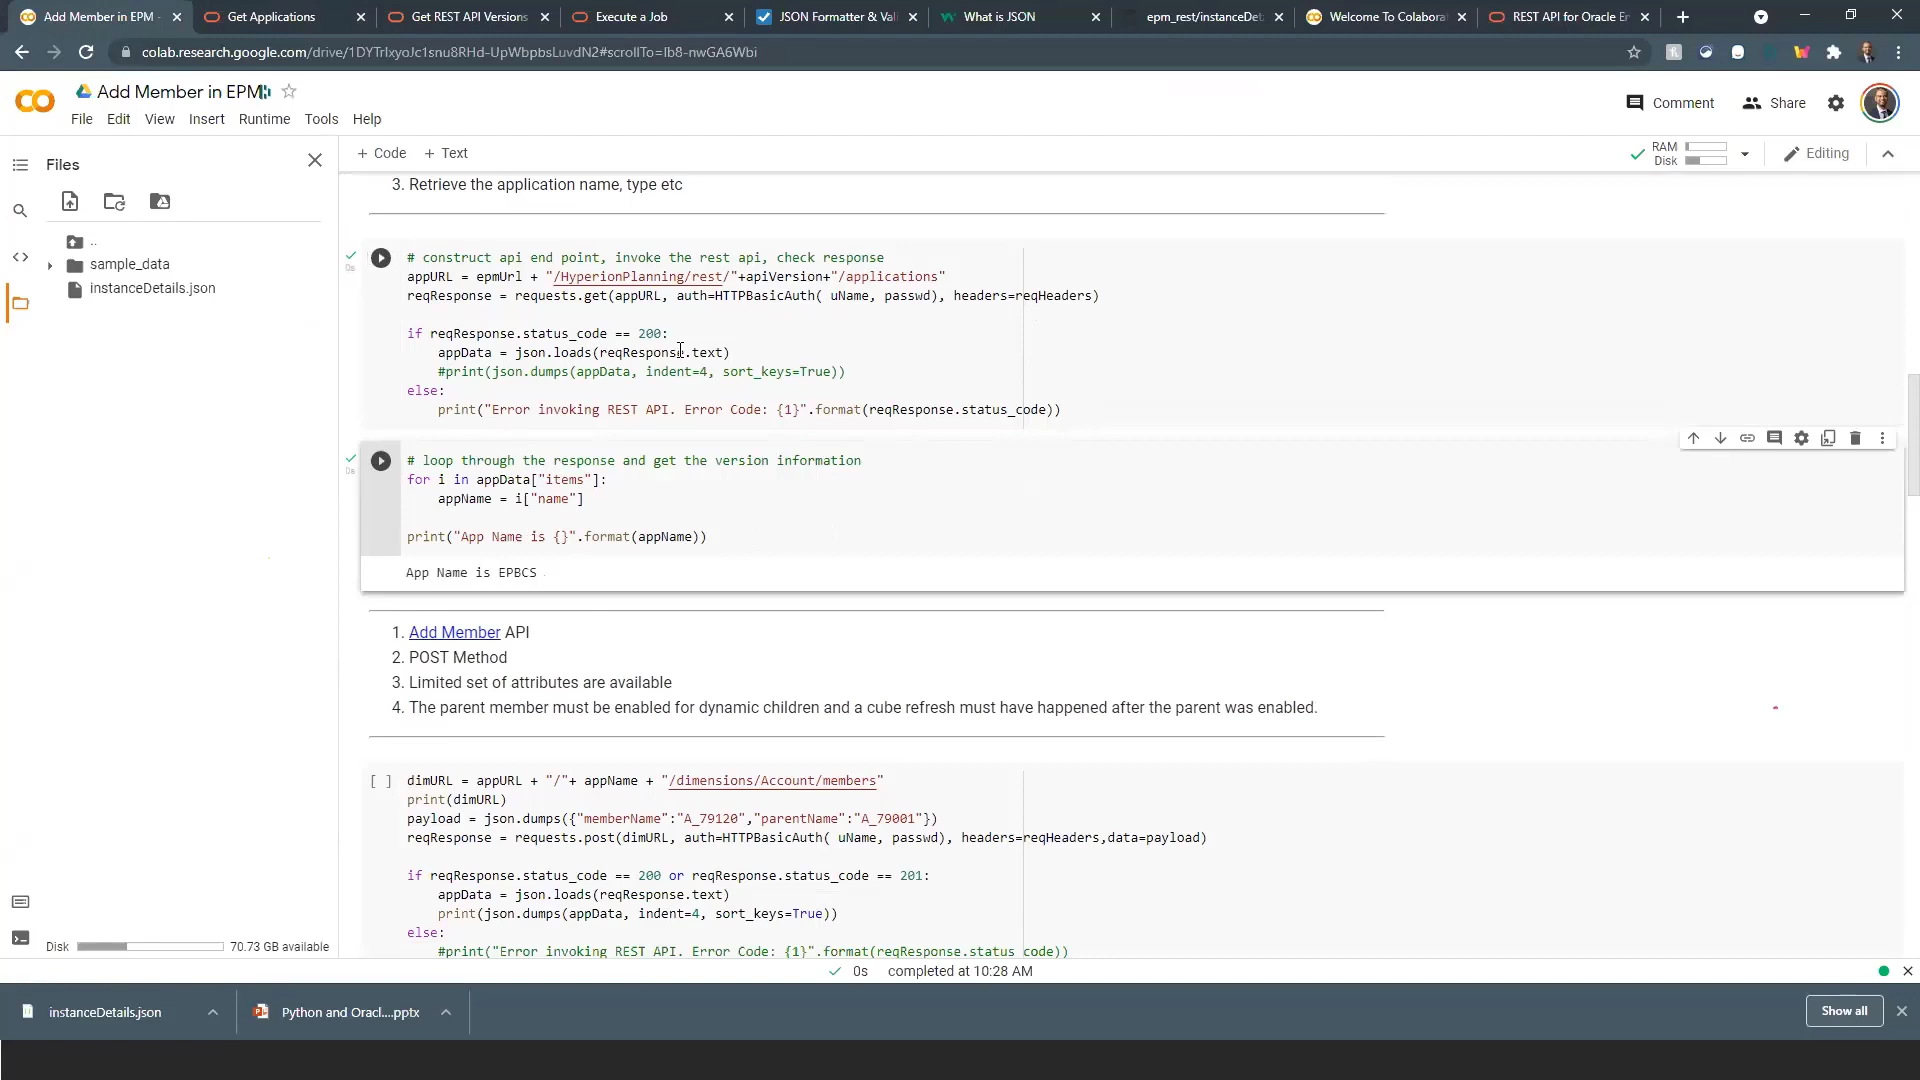 Add Member in EPM -
Get Applications
Get REST API Versions
Execute a Job
JSON Formatter & Vali
What is JSON
epm_rest/instanceDet
Welcome To Colaborat
REST API for Oracle En
colab.research.google.com/drive/1DYTrlxyoJc1snu8RHd-UpWbpbsLuvdN2#scrollTo=Ib8-nwGA6Wbi
Add Member in EPM
Comment
Share
File Edit View Insert Runtime Tools Help
Files
+ Code + Text
RAM
Disk
Editing
..
sample_data
instanceDetails.json
3. Retrieve the application name, type etc
# construct api end point, invoke the rest api, check response
appURL = epmUrl + "/HyperionPlanning/rest/"+apiVersion+"/applications"
reqResponse = requests.get(appURL, auth=HTTPBasicAuth( uName, passwd), headers=reqHeaders)
if reqResponse.status_code == 200:
appData = json.loads(reqResponse.text)
#print(json.dumps(appData, indent=4, sort_keys=True))
else:
print("Error invoking REST API. Error Code: {1}".format(reqResponse.status_code))
0s
# loop through the response and get the version information
for i in appData["items"]:
appName = i["name"]
print("App Name is {}".format(appName))
0s
App Name is EPBCS
1. Add Member API
2. POST Method
3. Limited set of attributes are available
4. The parent member must be enabled for dynamic children and a cube refresh must have happened after the parent was enabled.
[ ] dimURL = appURL + "/"+ appName + "/dimensions/Account/members"
print(dimURL)
payload = json.dumps({"memberName":"A_79120","parentName":"A_79001"})
reqResponse = requests.post(dimURL, auth=HTTPBasicAuth( uName, passwd), headers=reqHeaders,data=payload)
if reqResponse.status_code == 200 or reqResponse.status_code == 201:
appData = json.loads(reqResponse.text)
print(json.dumps(appData, indent=4, sort_keys=True))
else:
#print("Error invoking REST API. Error Code: {1}".format(reqResponse.status_code))
Disk 70.73 GB available
0s completed at 10:28 AM
instanceDetails.json
Python and Oracl....pptx
Show all